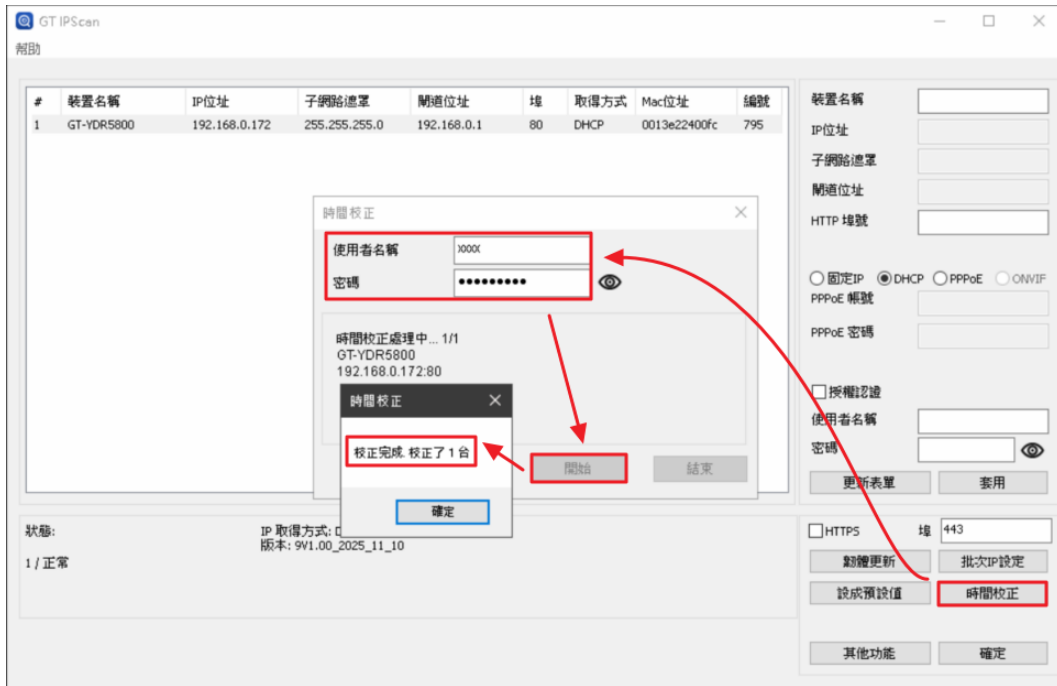 GT IPScan
幫助
# 裝置名稱 IP位址 子網路遮罩 閘道位址 埠 取得方式 Mac位址 編號
1 GT-YDR5800 192.168.0.172 255.255.255.0 192.168.0.1 80 DHCP 0013e22400fc 795
時間校正
使用者名稱 xxxx
密碼 •••••••••
時間校正處理中... 1/1
GT-YDR5800
192.168.0.172:80
時間校正
校正完成. 校正了 1 台
確定
開始 結束
裝置名稱
IP位址
子網路遮罩
閘道位址
HTTP 埠號
固定IP DHCP PPPoE ONVIF
PPPoE 帳號
PPPoE 密碼
授權認證
使用者名稱
密碼
更新表單 套用
狀態:
1 / 正常
IP 取得方式: D
版本: 9V1.00_2025_11_10
HTTPS 埠 443
韌體更新 批次IP設定
設成預設值 時間校正
其他功能 確定